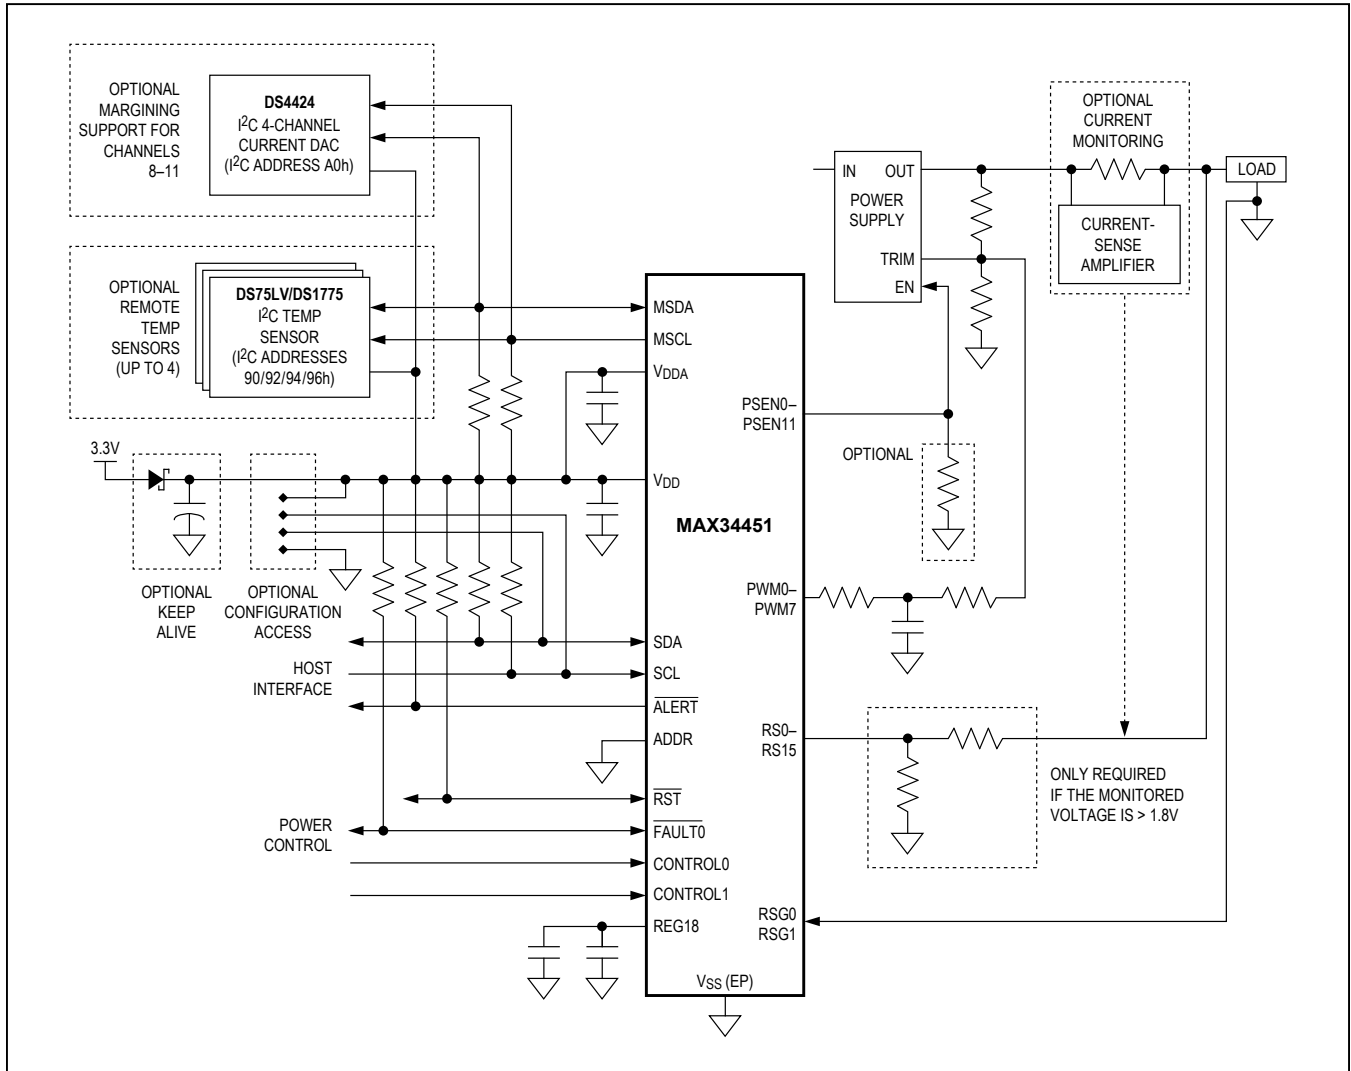 OPTIONAL
MARGINING
SUPPORT FOR
CHANNELS
8–11
DS4424
I2C 4-CHANNEL
CURRENT DAC
(I2C ADDRESS A0h)
OPTIONAL
REMOTE
TEMP
SENSORS
(UP TO 4)
DS75LV/DS1775
I2C TEMP
SENSOR
(I2C ADDRESSES
90/92/94/96h)
3.3V
OPTIONAL
KEEP
ALIVE
OPTIONAL
CONFIGURATION
ACCESS
HOST
INTERFACE
POWER
CONTROL
MSDA
MSCL
VDDA
VDD
MAX34451
SDA
SCL
ALERT
ADDR
RST
FAULT0
CONTROL0
CONTROL1
REG18
VSS (EP)
PSEN0–
PSEN11
PWM0–
PWM7
RS0–
RS15
RSG0
RSG1
IN
OUT
POWER
SUPPLY
TRIM
EN
OPTIONAL
OPTIONAL
CURRENT
MONITORING
CURRENT-
SENSE
AMPLIFIER
LOAD
ONLY REQUIRED
IF THE MONITORED
VOLTAGE IS > 1.8V